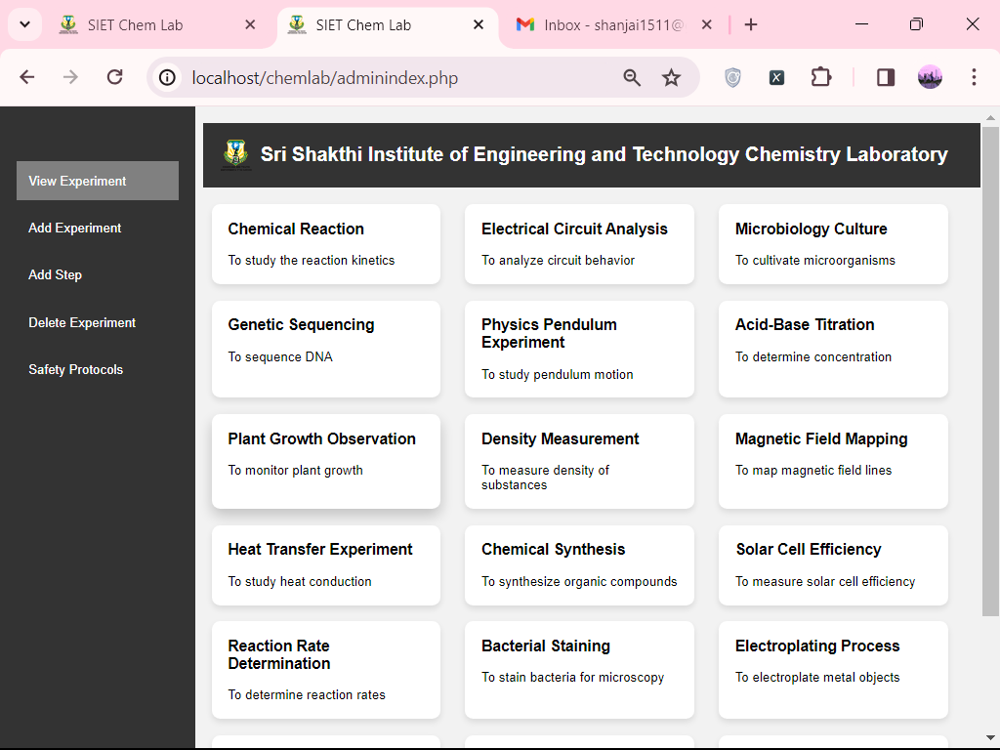 SIET Chem Lab
SIET Chem Lab
Inbox - shanjai1511@
localhost/chemlab/adminindex.php
View Experiment
Add Experiment
Add Step
Delete Experiment
Safety Protocols
Sri Shakthi Institute of Engineering and Technology Chemistry Laboratory
Chemical Reaction
To study the reaction kinetics
Electrical Circuit Analysis
To analyze circuit behavior
Microbiology Culture
To cultivate microorganisms
Genetic Sequencing
To sequence DNA
Physics Pendulum
Experiment
To study pendulum motion
Acid-Base Titration
To determine concentration
Plant Growth Observation
To monitor plant growth
Density Measurement
To measure density of
substances
Magnetic Field Mapping
To map magnetic field lines
Heat Transfer Experiment
To study heat conduction
Chemical Synthesis
To synthesize organic compounds
Solar Cell Efficiency
To measure solar cell efficiency
Reaction Rate
Determination
To determine reaction rates
Bacterial Staining
To stain bacteria for microscopy
Electroplating Process
To electroplate metal objects